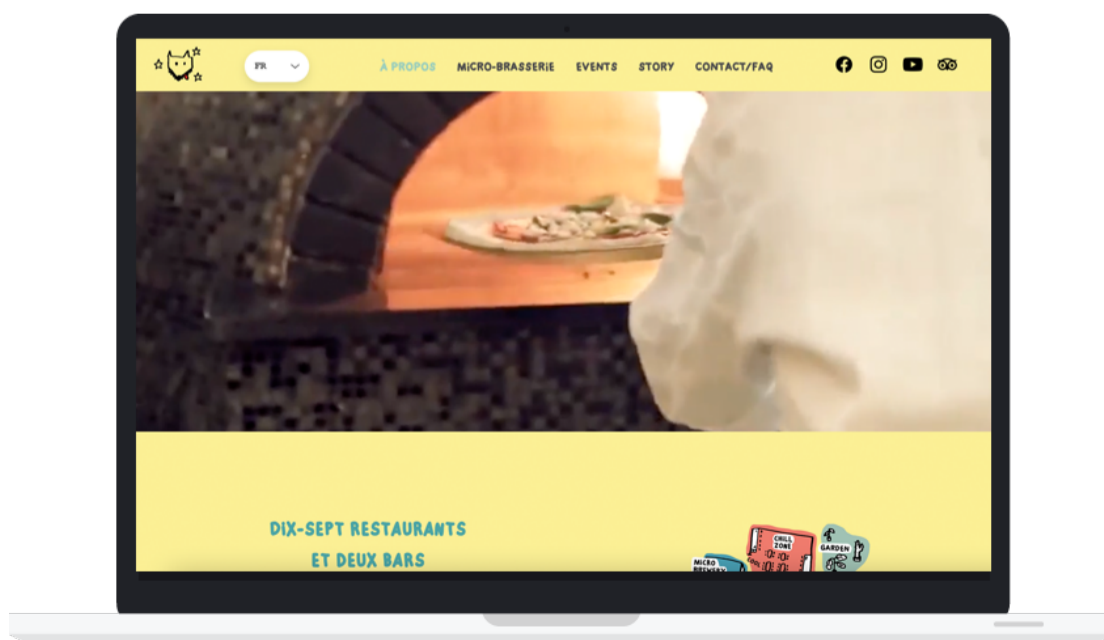 FR
À PROPOS
MiCRO-BRASSERiE
EVENTS
STORY
CONTACT/FAQ
DiX-SEPT RESTAURANTS
ET DEUX BARS
CHiLL
ZONE
GARDEN
MiCRO
BREWERY